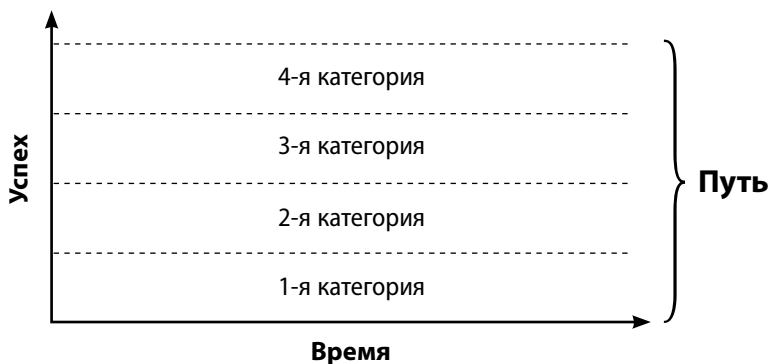 4-я категория
3-я категория
2-я категория
1-я категория
Успех
Время
Путь